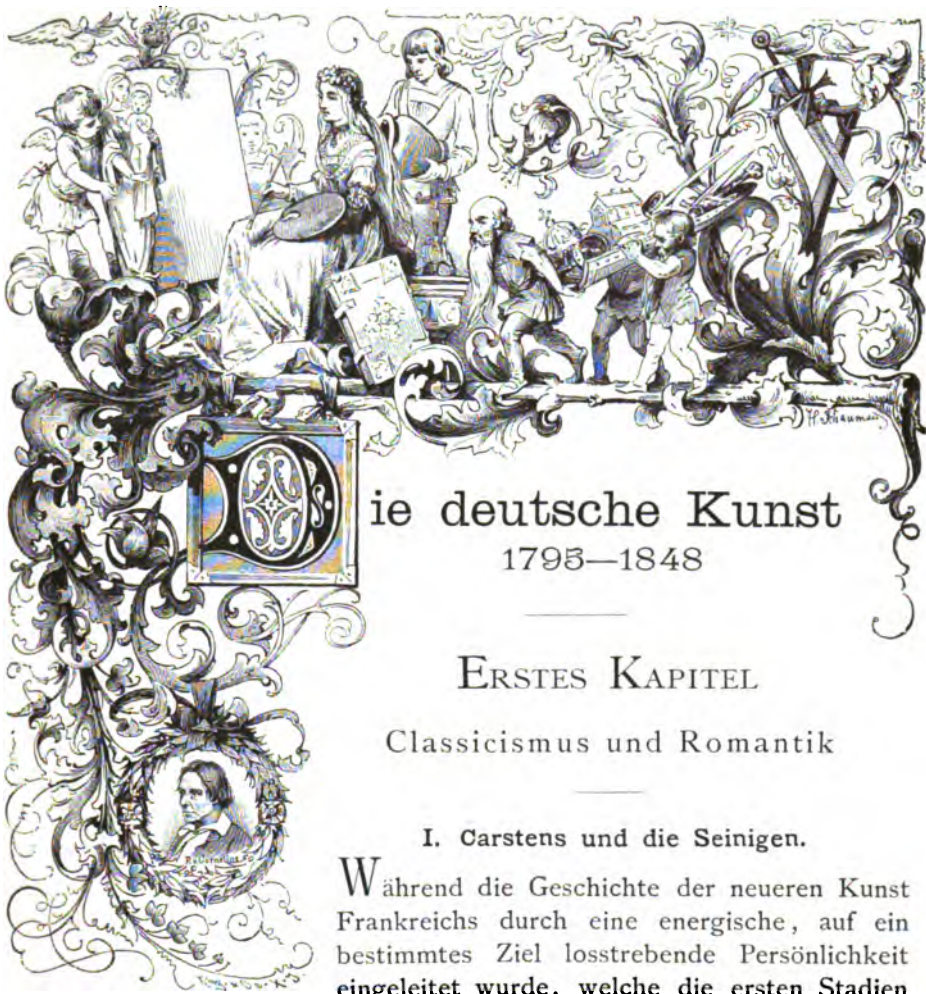 Die deutsche Kunst
1795—1848
ERSTES KAPITEL
Classicismus und Romantik
I. Carstens und die Seinigen.
Während die Geschichte der neueren Kunst
Frankreichs durch eine energische, auf ein
bestimmtes Ziel losstrebende Persönlichkeit
eingeleitet wurde, welche die ersten Stadien